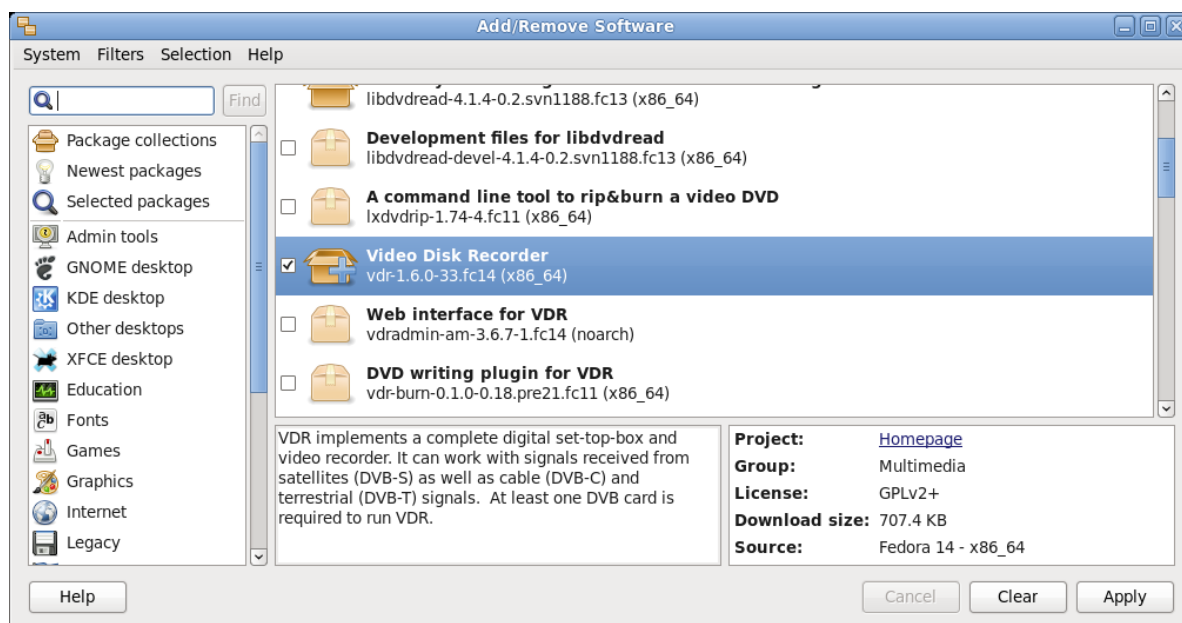 Add/Remove Software
System Filters Selection Help
Find
Package collections
Newest packages
Selected packages
Admin tools
GNOME desktop
KDE desktop
Other desktops
XFCE desktop
Education
Fonts
Games
Graphics
Internet
Legacy
libdvdread-4.1.4-0.2.svn1188.fc13 (x86_64)
Development files for libdvdread
libdvdread-devel-4.1.4-0.2.svn1188.fc13 (x86_64)
A command line tool to rip&burn a video DVD
lxdvdrip-1.74-4.fc11 (x86_64)
Video Disk Recorder
vdr-1.6.0-33.fc14 (x86_64)
Web interface for VDR
vdradmin-am-3.6.7-1.fc14 (noarch)
DVD writing plugin for VDR
vdr-burn-0.1.0-0.18.pre21.fc11 (x86_64)
VDR implements a complete digital set-top-box and
video recorder. It can work with signals received from
satellites (DVB-S) as well as cable (DVB-C) and
terrestrial (DVB-T) signals.  At least one DVB card is
required to run VDR.
Project: Homepage
Group: Multimedia
License: GPLv2+
Download size: 707.4 KB
Source: Fedora 14 - x86_64
Help
Cancel Clear Apply